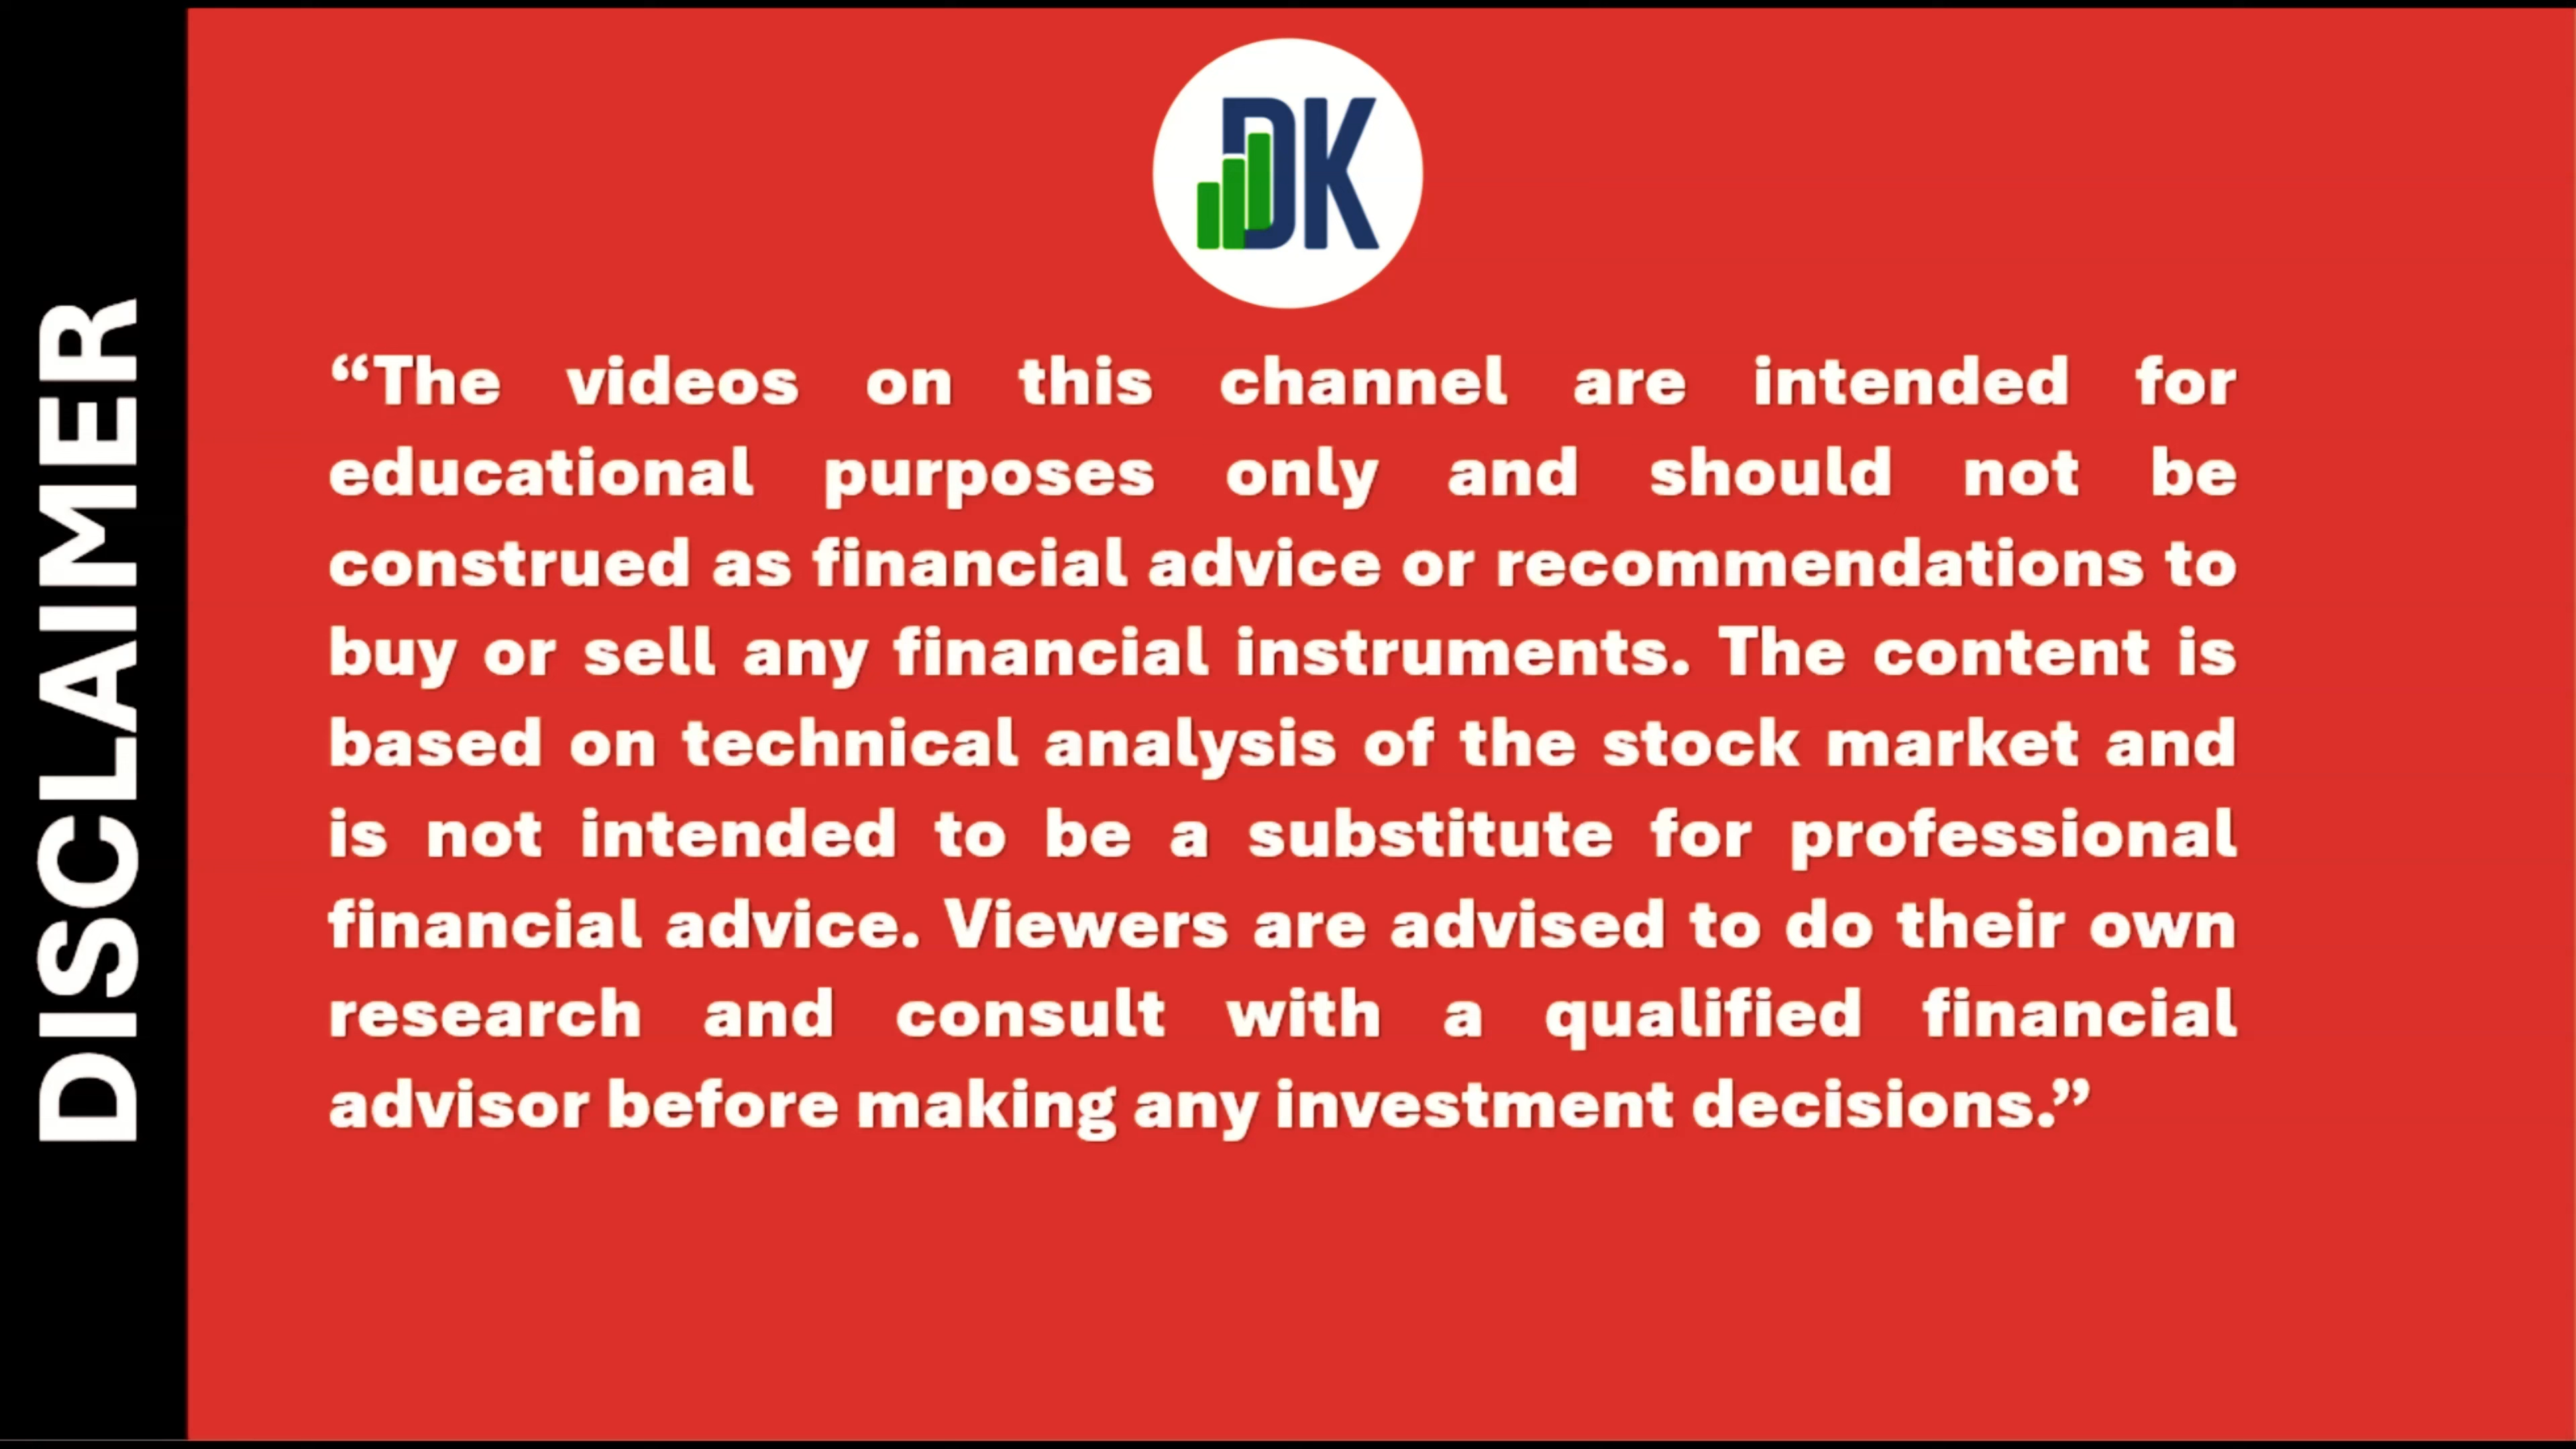 DISCLAIMER
DK
“The videos on this channel are intended for
educational purposes only and should not be
construed as financial advice or recommendations to
buy or sell any financial instruments. The content is
based on technical analysis of the stock market and
is not intended to be a substitute for professional
financial advice. Viewers are advised to do their own
research and consult with a qualified financial
advisor before making any investment decisions.”